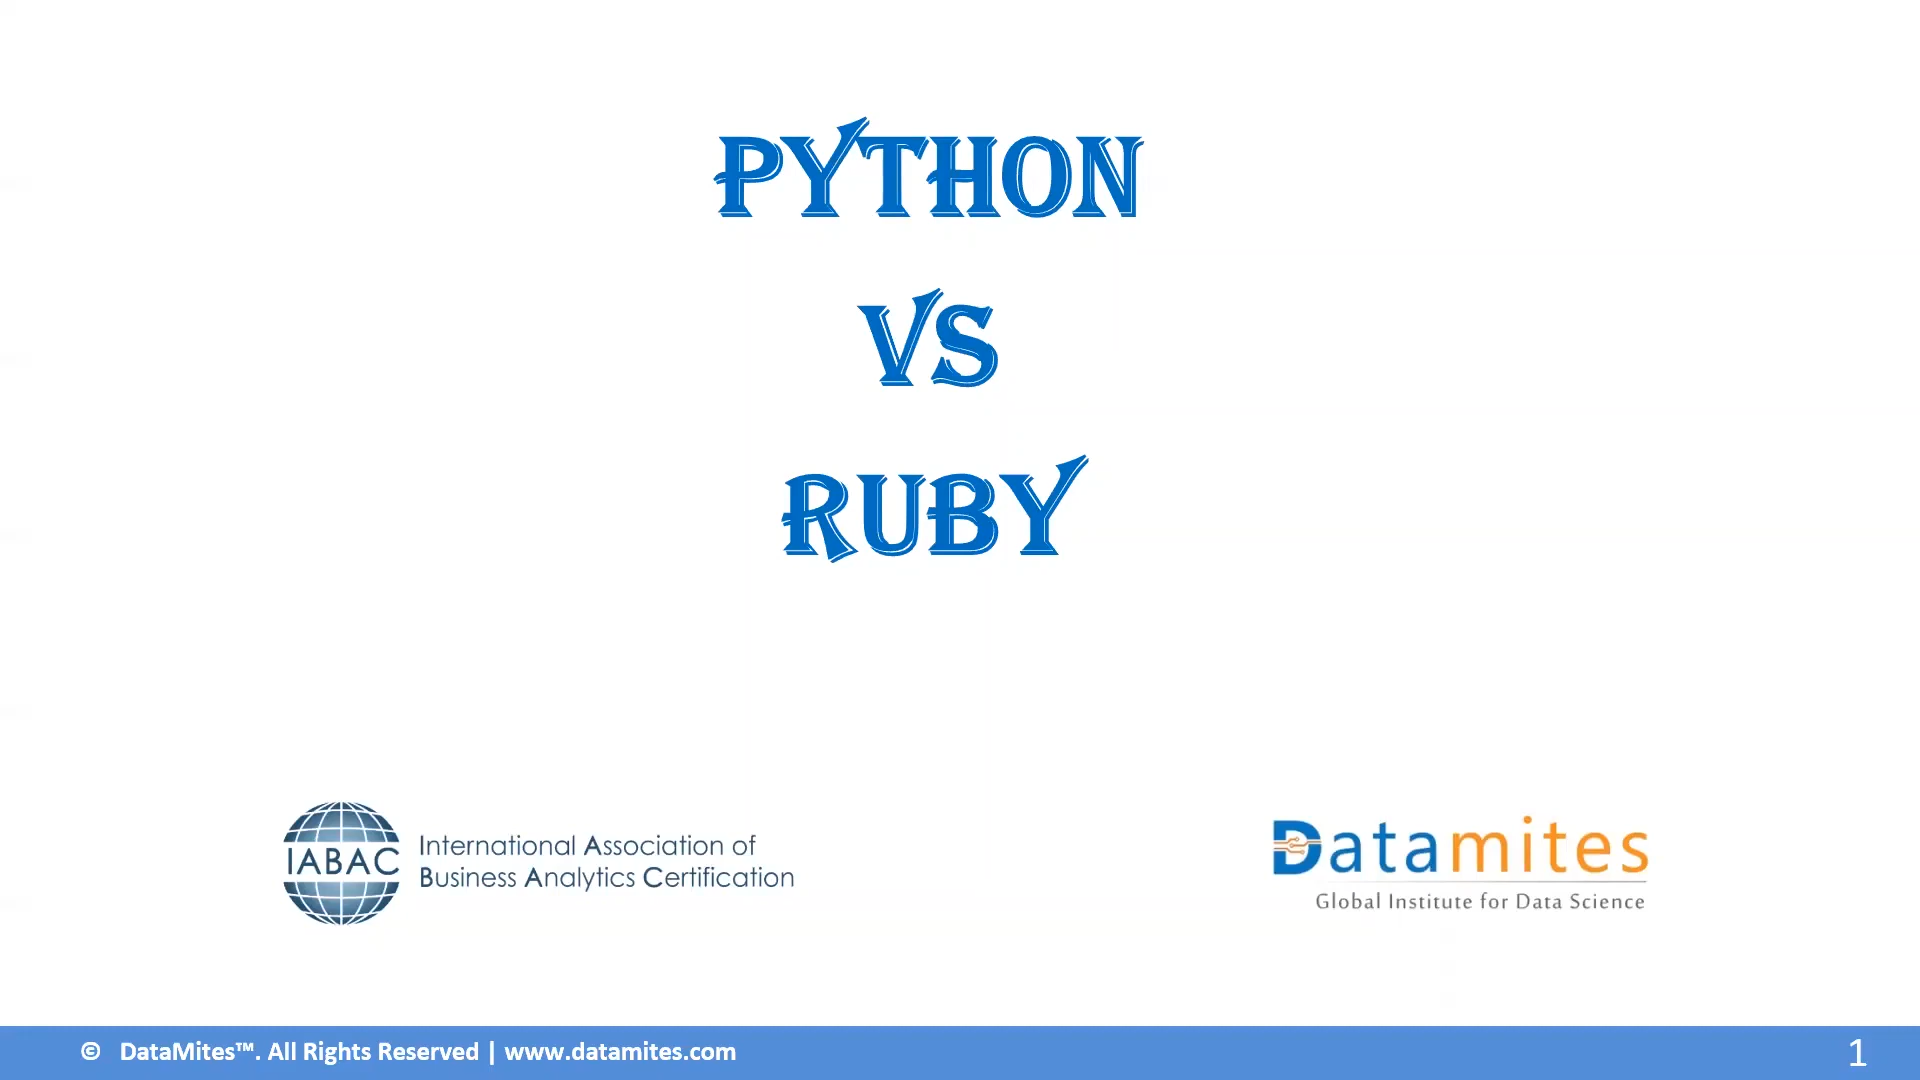 PYTHON
VS
RUBY
IABAC
International Association of
Business Analytics Certification
Datamites
Global Institute for Data Science
© DataMites™. All Rights Reserved | www.datamites.com
1